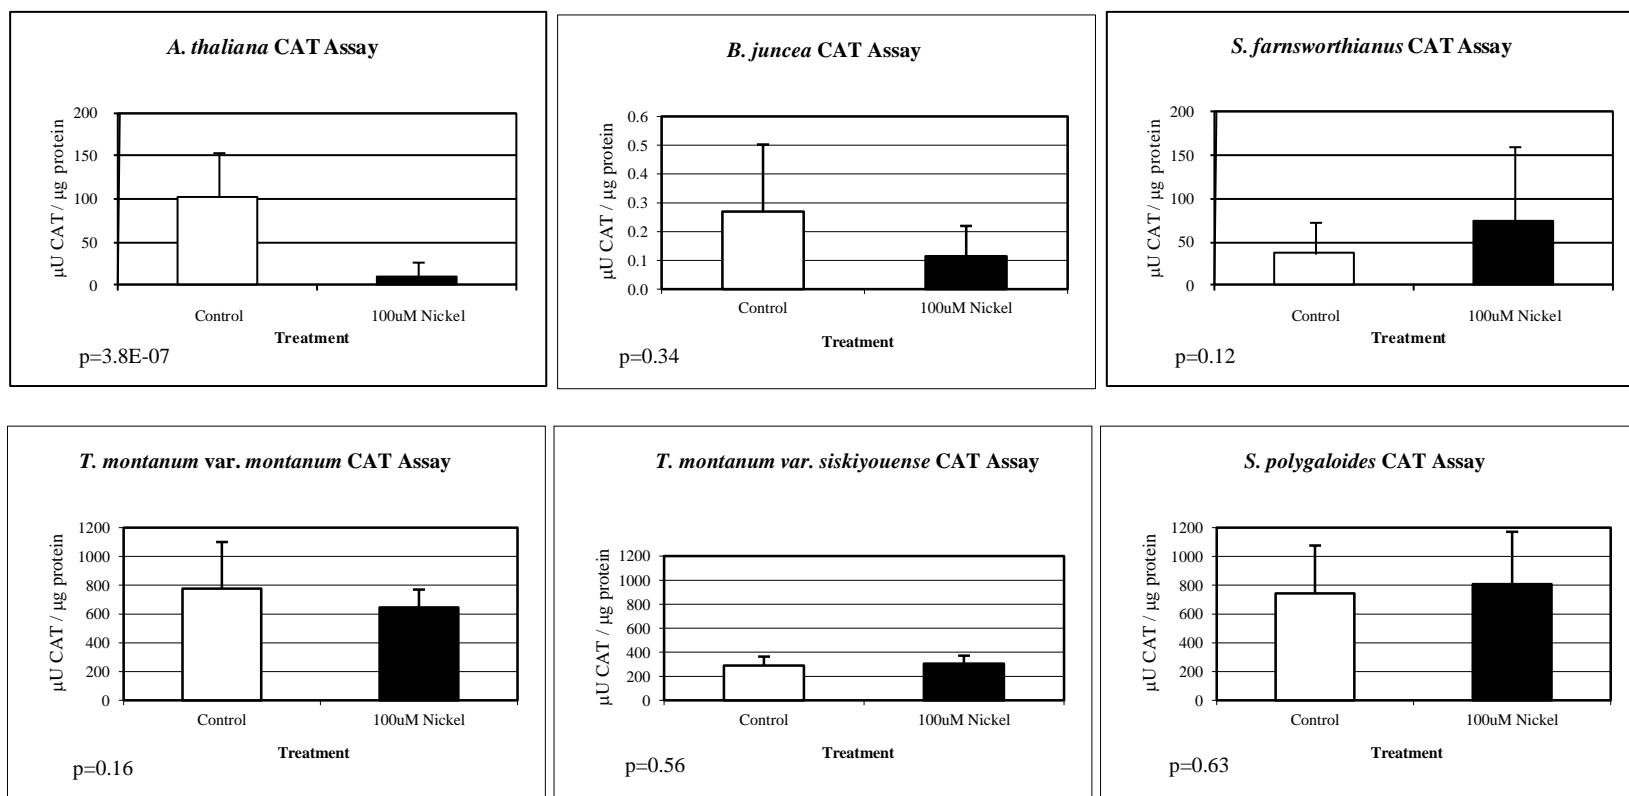 A. thaliana CAT Assay
μU CAT / μg protein
200
150
100
50
0
Control
100uM Nickel
Treatment
p=3.8E-07
B. juncea CAT Assay
μU CAT / μg protein
0.6
0.5
0.4
0.3
0.2
0.1
0.0
Control
100uM Nickel
Treatment
p=0.34
S. farnsworthianus CAT Assay
μU CAT / μg protein
200
150
100
50
0
Control
100uM Nickel
Treatment
p=0.12
T. montanum var. montanum CAT Assay
μU CAT / μg protein
1200
1000
800
600
400
200
0
Control
100uM Nickel
Treatment
p=0.16
T. montanum var. siskiyouense CAT Assay
μU CAT / μg protein
1200
1000
800
600
400
200
0
Control
100uM Nickel
Treatment
p=0.56
S. polygaloides CAT Assay
μU CAT / μg protein
1200
1000
800
600
400
200
0
Control
100uM Nickel
Treatment
p=0.63